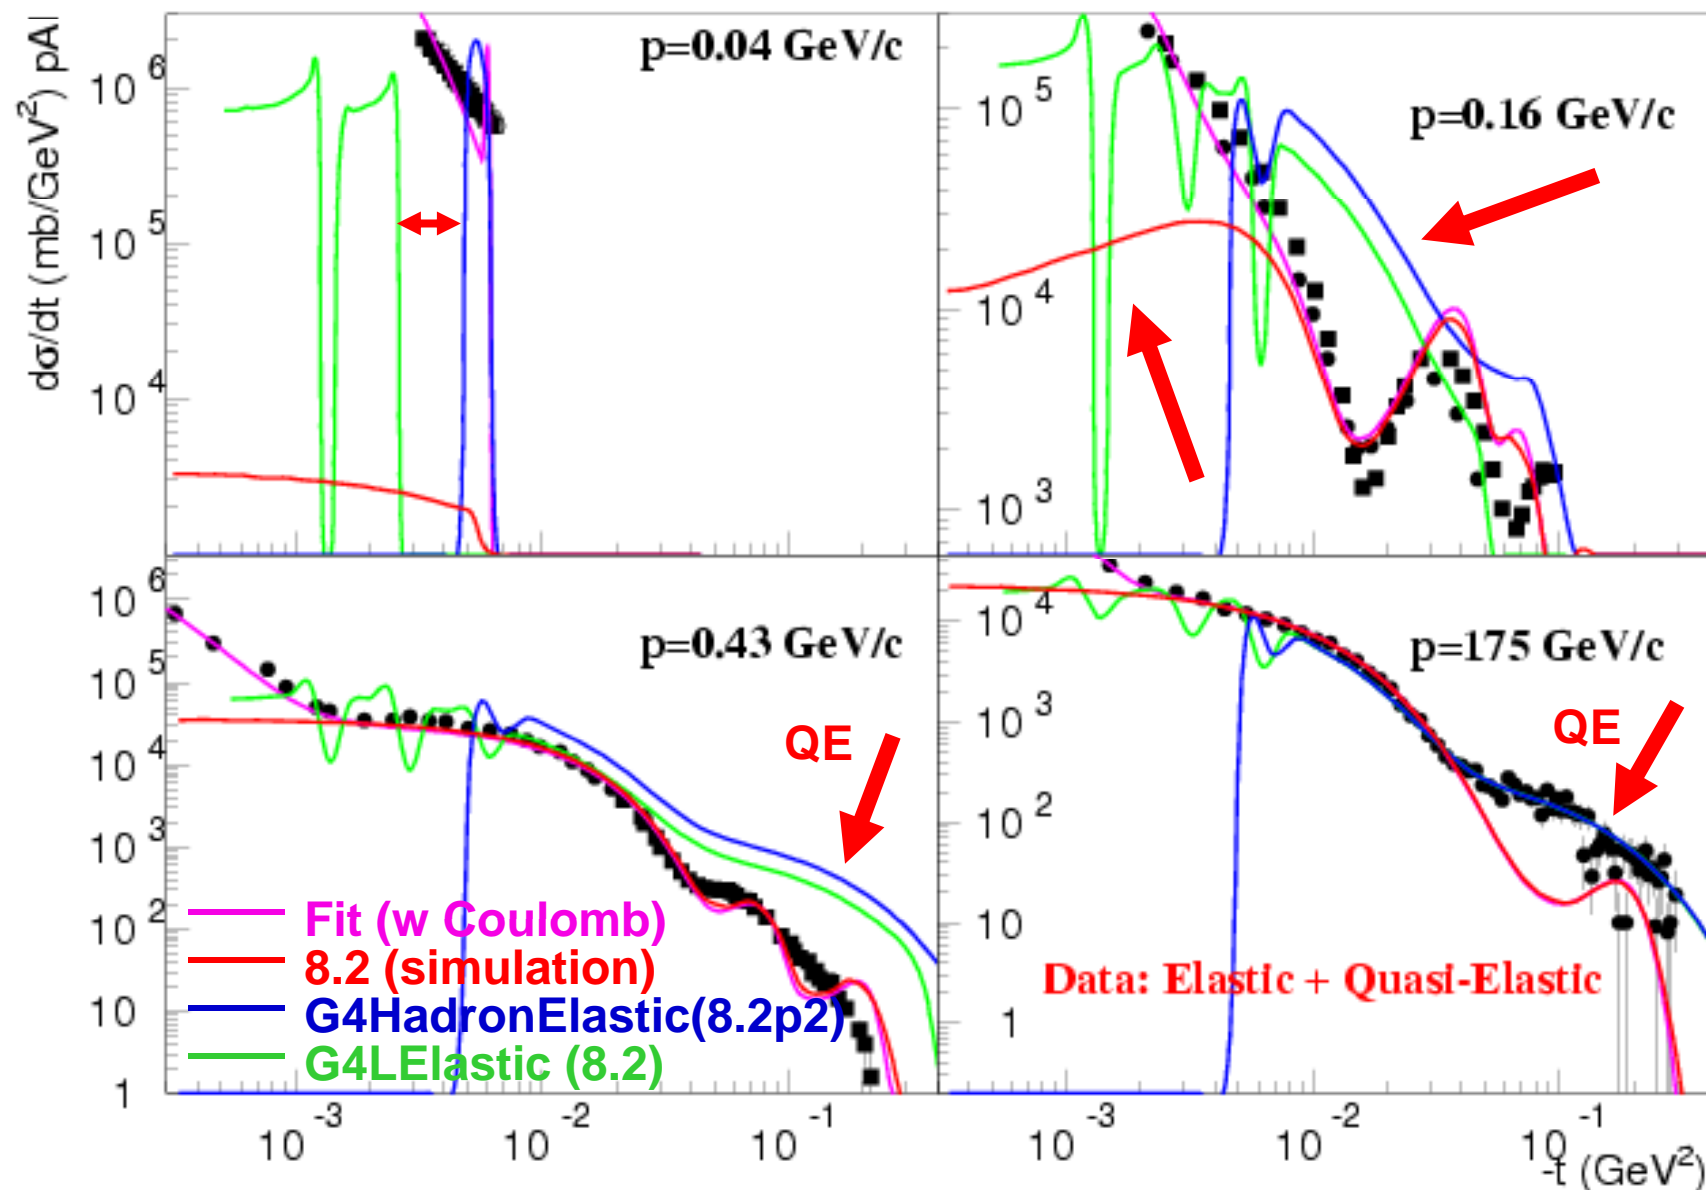 dσ/dt (mb/GeV²) pAl
p=0.04 GeV/c
10⁶
10⁵
10⁴
p=0.16 GeV/c
10⁵
10⁴
10³
p=0.43 GeV/c
10⁶
10⁵
10⁴
10³
10²
10
1
QE
Fit (w Coulomb)
8.2 (simulation)
G4HadronElastic(8.2p2)
G4LElastic (8.2)
p=175 GeV/c
10⁴
10³
10²
10
1
QE
Data: Elastic + Quasi-Elastic
10⁻³ 10⁻² 10⁻¹
10⁻³ 10⁻² 10⁻¹
-t (GeV²)